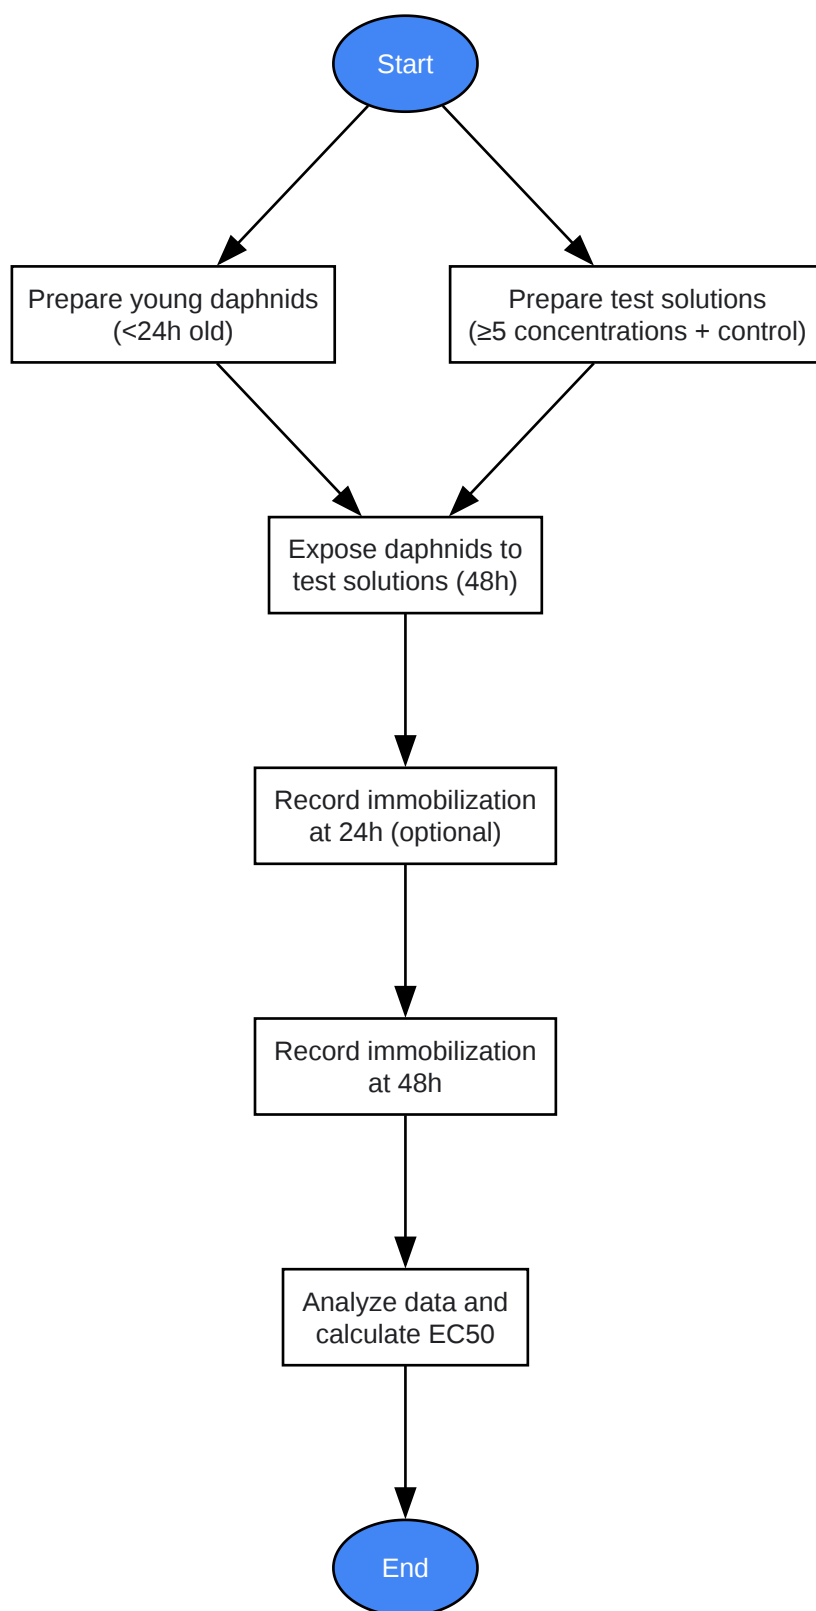 Start
Prepare young daphnids
(<24h old)
Prepare test solutions
(≥5 concentrations + control)
Expose daphnids to
test solutions (48h)
Record immobilization
at 24h (optional)
Record immobilization
at 48h
Analyze data and
calculate EC50
End